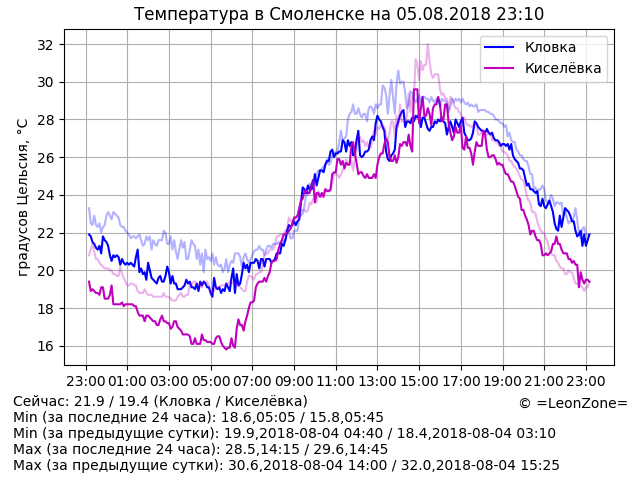 Температура в Смоленске на 05.08.2018 23:10
градусов Цельсия, °C
32
30
28
26
24
22
20
18
16
Кловка
Киселёвка
23:00 01:00 03:00 05:00 07:00 09:00 11:00 13:00 15:00 17:00 19:00 21:00 23:00
Сейчас: 21.9 / 19.4 (Кловка / Киселёвка)
© =LeonZone=
Min (за последние 24 часа): 18.6,05:05 / 15.8,05:45
Min (за предыдущие сутки): 19.9,2018-08-04 04:40 / 18.4,2018-08-04 03:10
Max (за последние 24 часа): 28.5,14:15 / 29.6,14:45
Max (за предыдущие сутки): 30.6,2018-08-04 14:00 / 32.0,2018-08-04 15:25